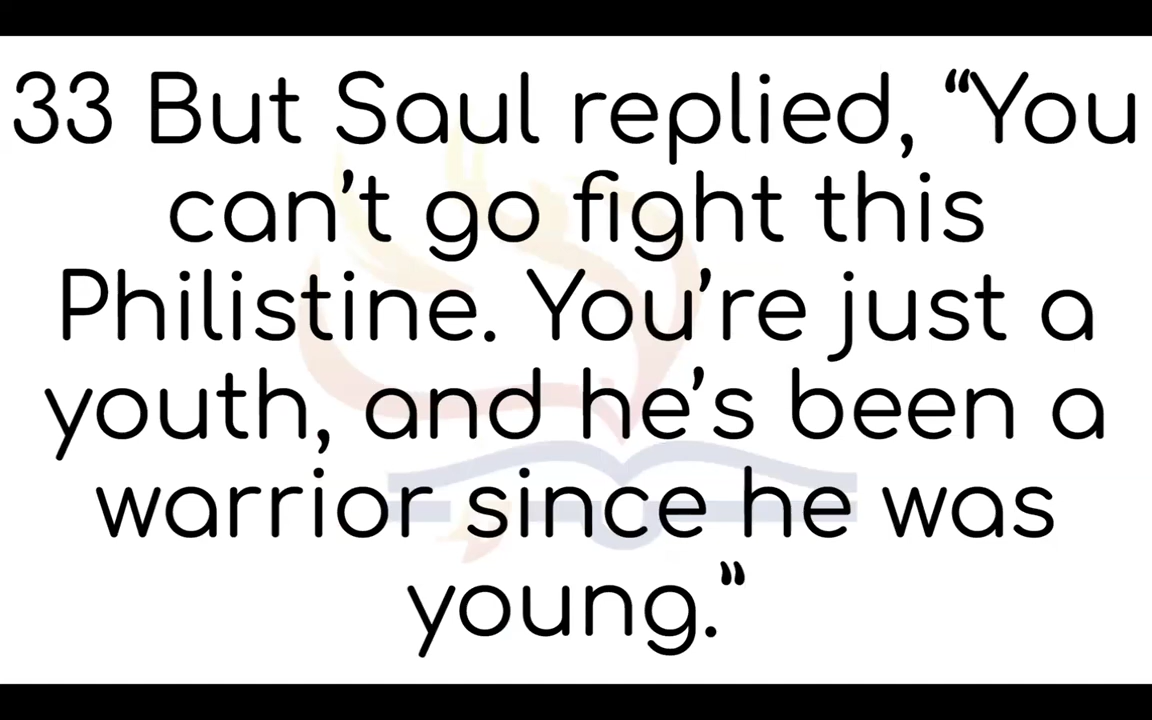 33 But Saul replied, “You
can’t go fight this
Philistine. You’re just a
youth, and he’s been a
warrior since he was
young.”